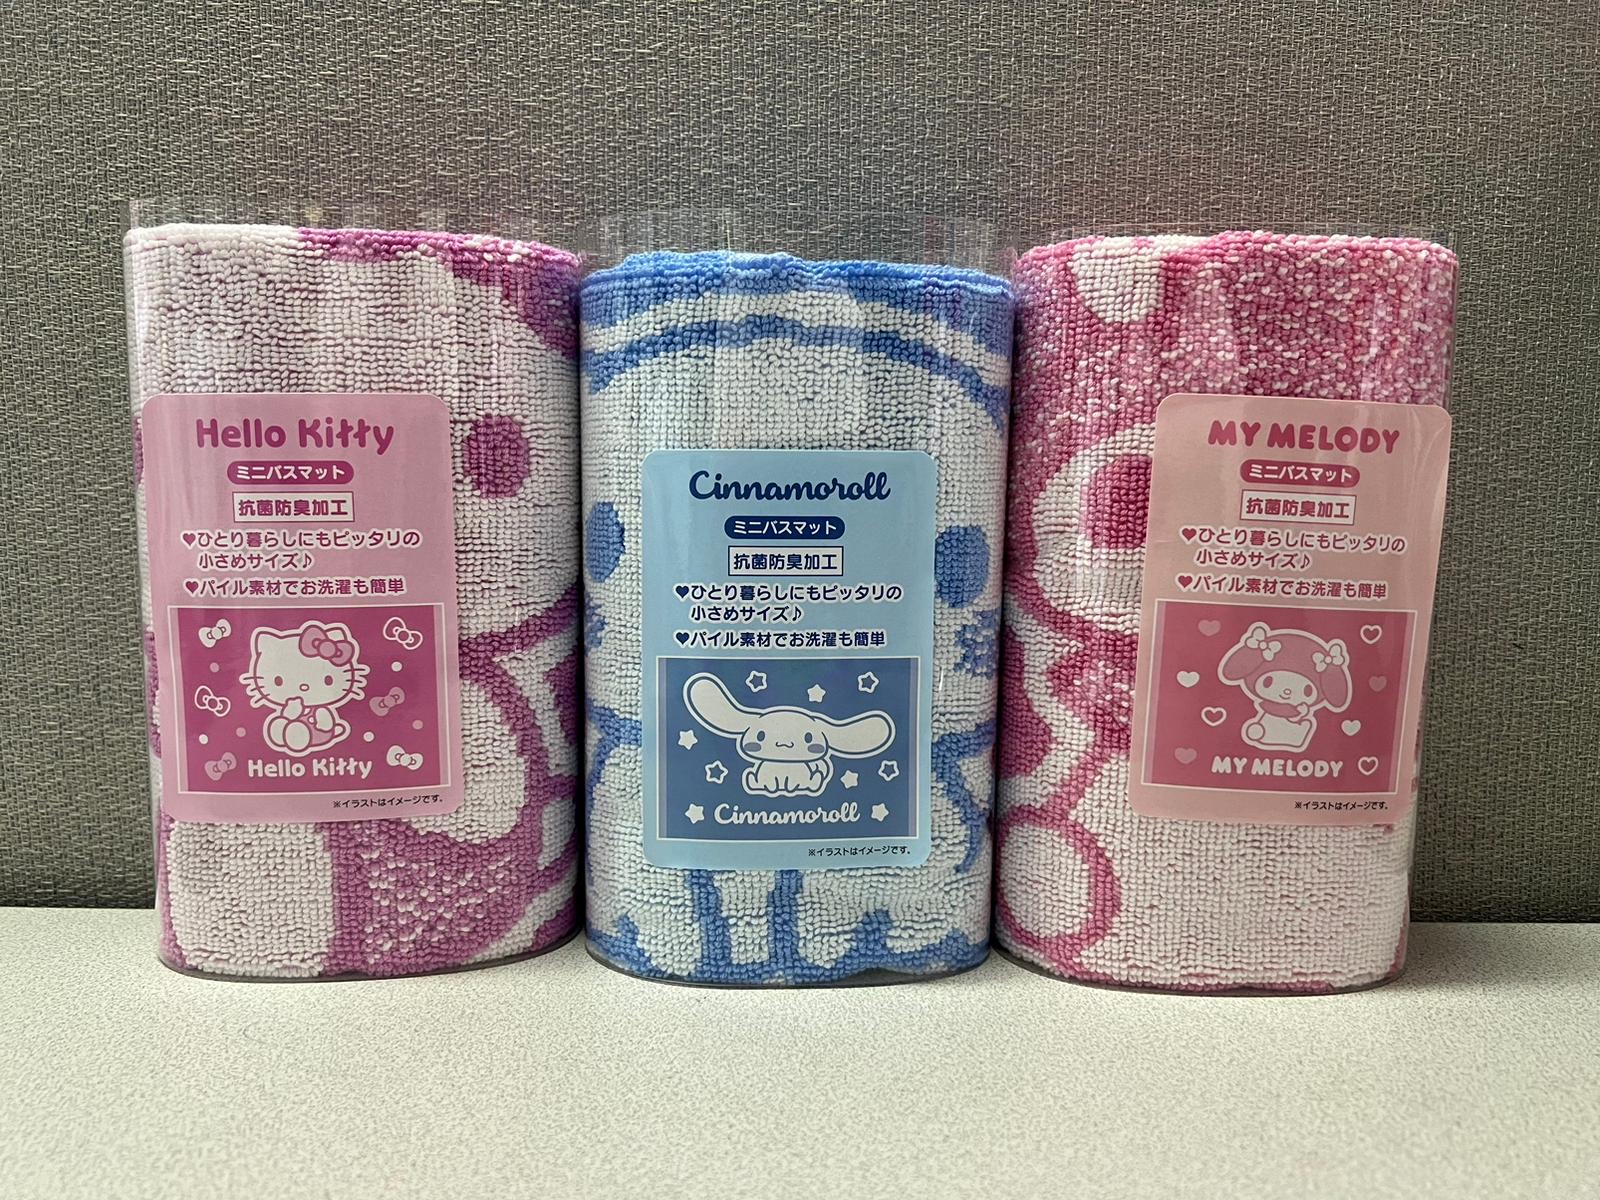 Hello Kitty
ミニバスマット
抗菌防臭加工
♥ひとり暮らしにもピッタリの
小さめサイズ♪
♥パイル素材でお洗濯も簡単
Hello Kitty
※イラストはイメージです。
Cinnamoroll
ミニバスマット
抗菌防臭加工
♥ひとり暮らしにもピッタリの
小さめサイズ♪
♥パイル素材でお洗濯も簡単
Cinnamoroll
※イラストはイメージです。
MY MELODY
ミニバスマット
抗菌防臭加工
♥ひとり暮らしにもピッタリの
小さめサイズ♪
♥パイル素材でお洗濯も簡単
MY MELODY
※イラストはイメージです。